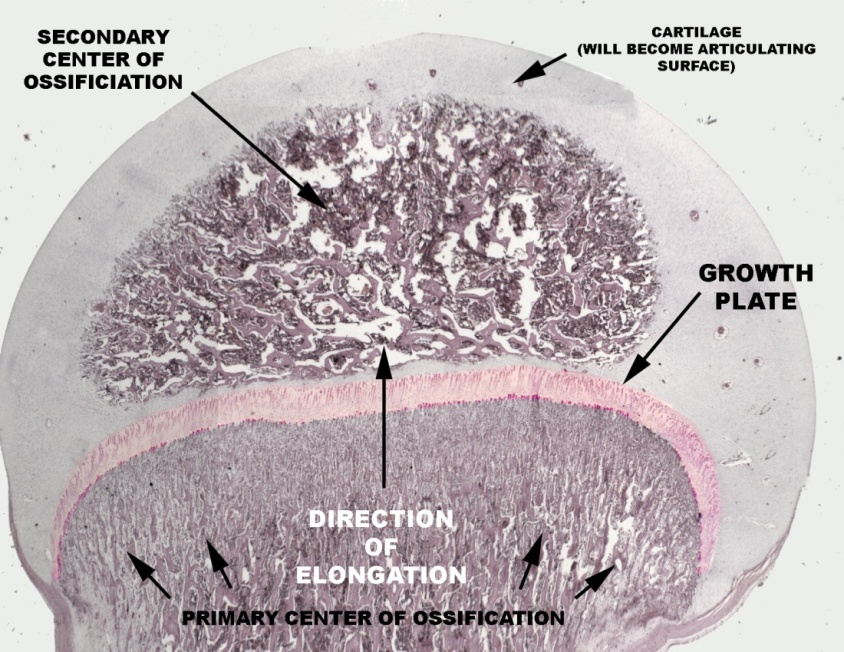 SECONDARY
CENTER OF
OSSIFICIATION
CARTILAGE
(WILL BECOME ARTICULATING
SURFACE)
GROWTH
PLATE
DIRECTION
OF
ELONGATION
PRIMARY CENTER OF OSSIFICATION